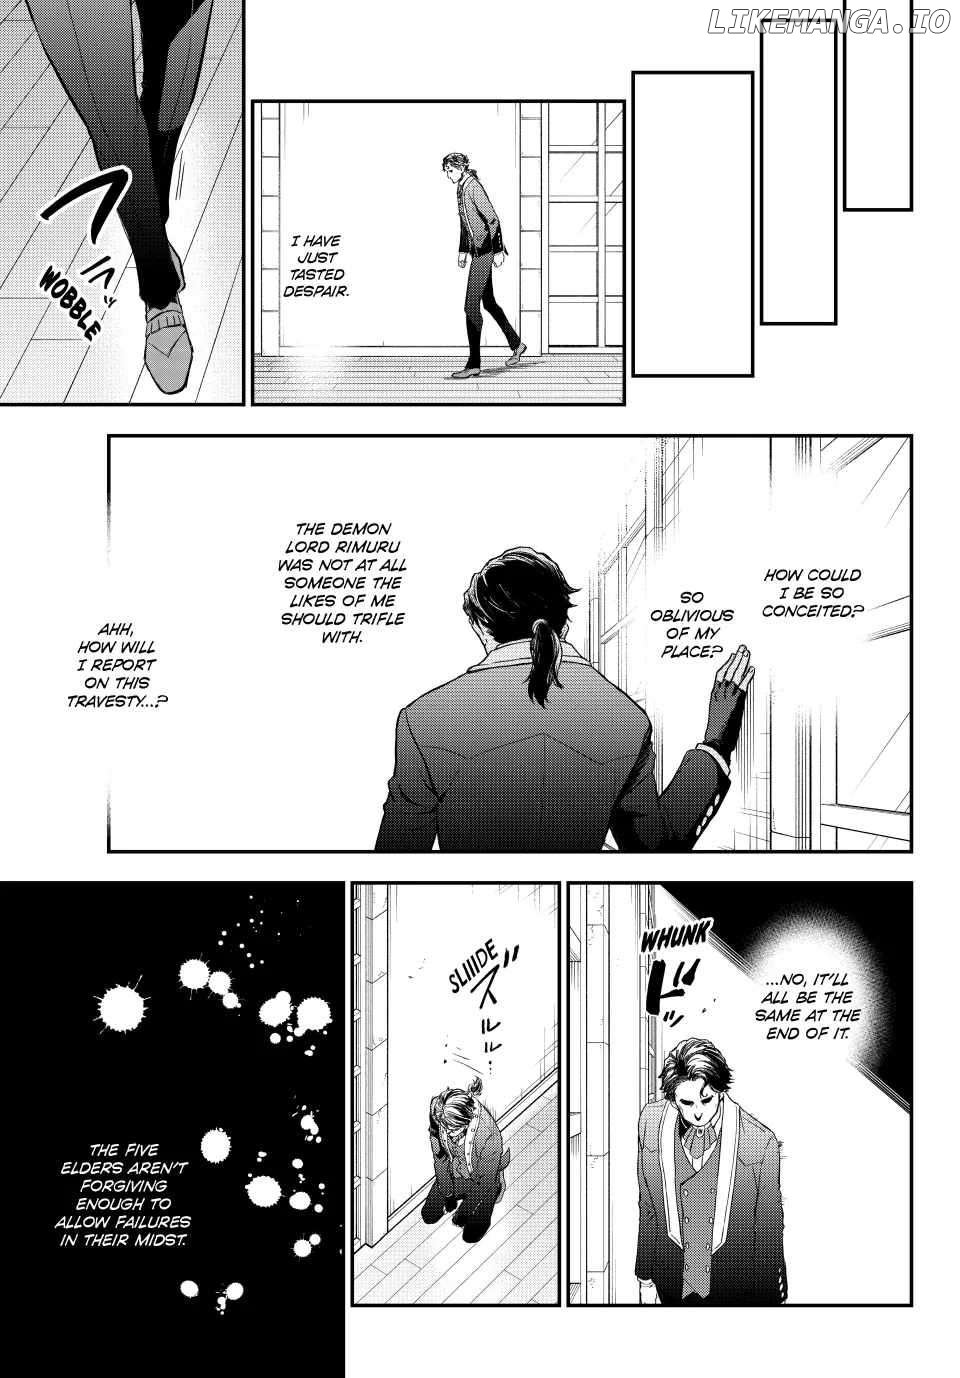 LIKEMANGA.IO
I HAVE
JUST
TASTED
DESPAIR.
フ
ラッ
WOBBLE
HOW COULD
I BE SO
CONCEITED?
SO
OBLIVIOUS
OF MY
PLACE?
THE DEMON
LORD RIMURU
WAS NOT AT ALL
SOMEONE THE
LIKES OF ME
SHOULD TRIFLE
WITH.
AHH,
HOW WILL
I REPORT
ON THIS
TRAVESTY...?
...NO, IT'LL
ALL BE THE
SAME AT THE
END OF IT.
WHUNK
ドッ
SLIIIDE
ズルルル...
THE FIVE
ELDERS AREN'T
FORGIVING
ENOUGH TO
ALLOW FAILURES
IN THEIR MIDST.